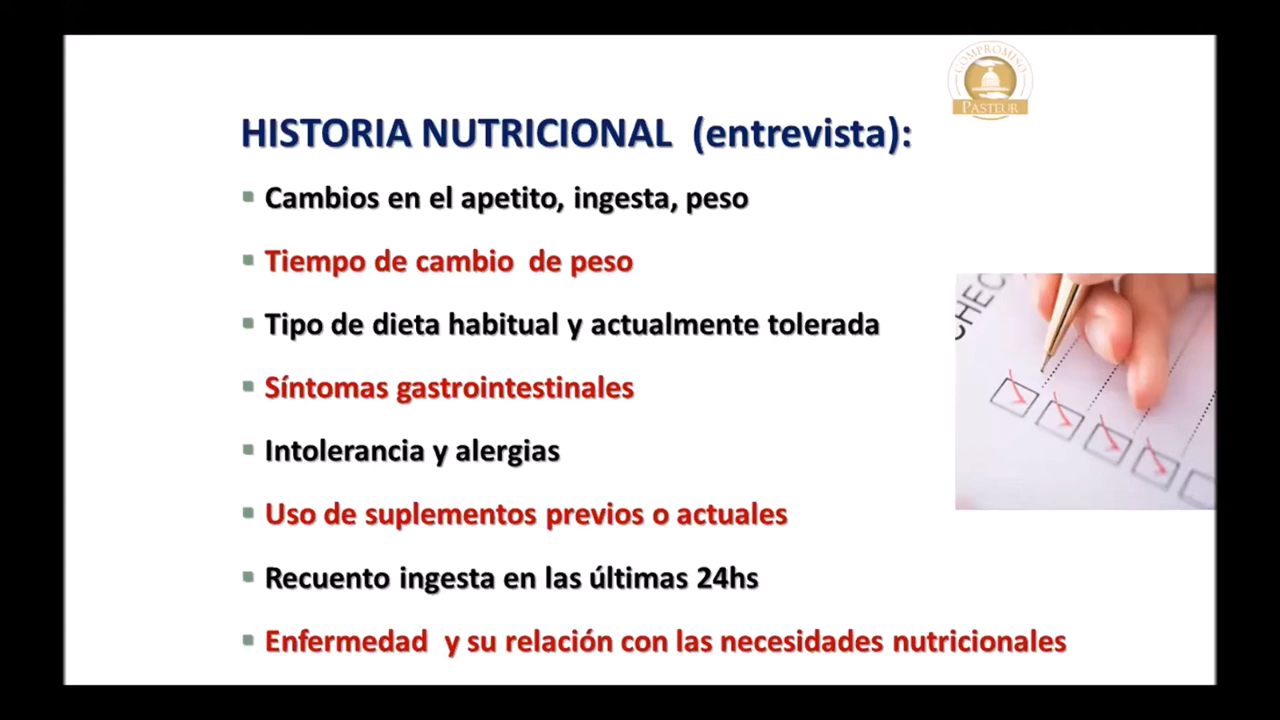 COMPROMISO
PASTEUR
HISTORIA NUTRICIONAL (entrevista):
Cambios en el apetito, ingesta, peso
Tiempo de cambio de peso
Tipo de dieta habitual y actualmente tolerada
CHEC
Síntomas gastrointestinales
Intolerancia y alergias
Uso de suplementos previos o actuales
Recuento ingesta en las últimas 24hs
Enfermedad y su relación con las necesidades nutricionales